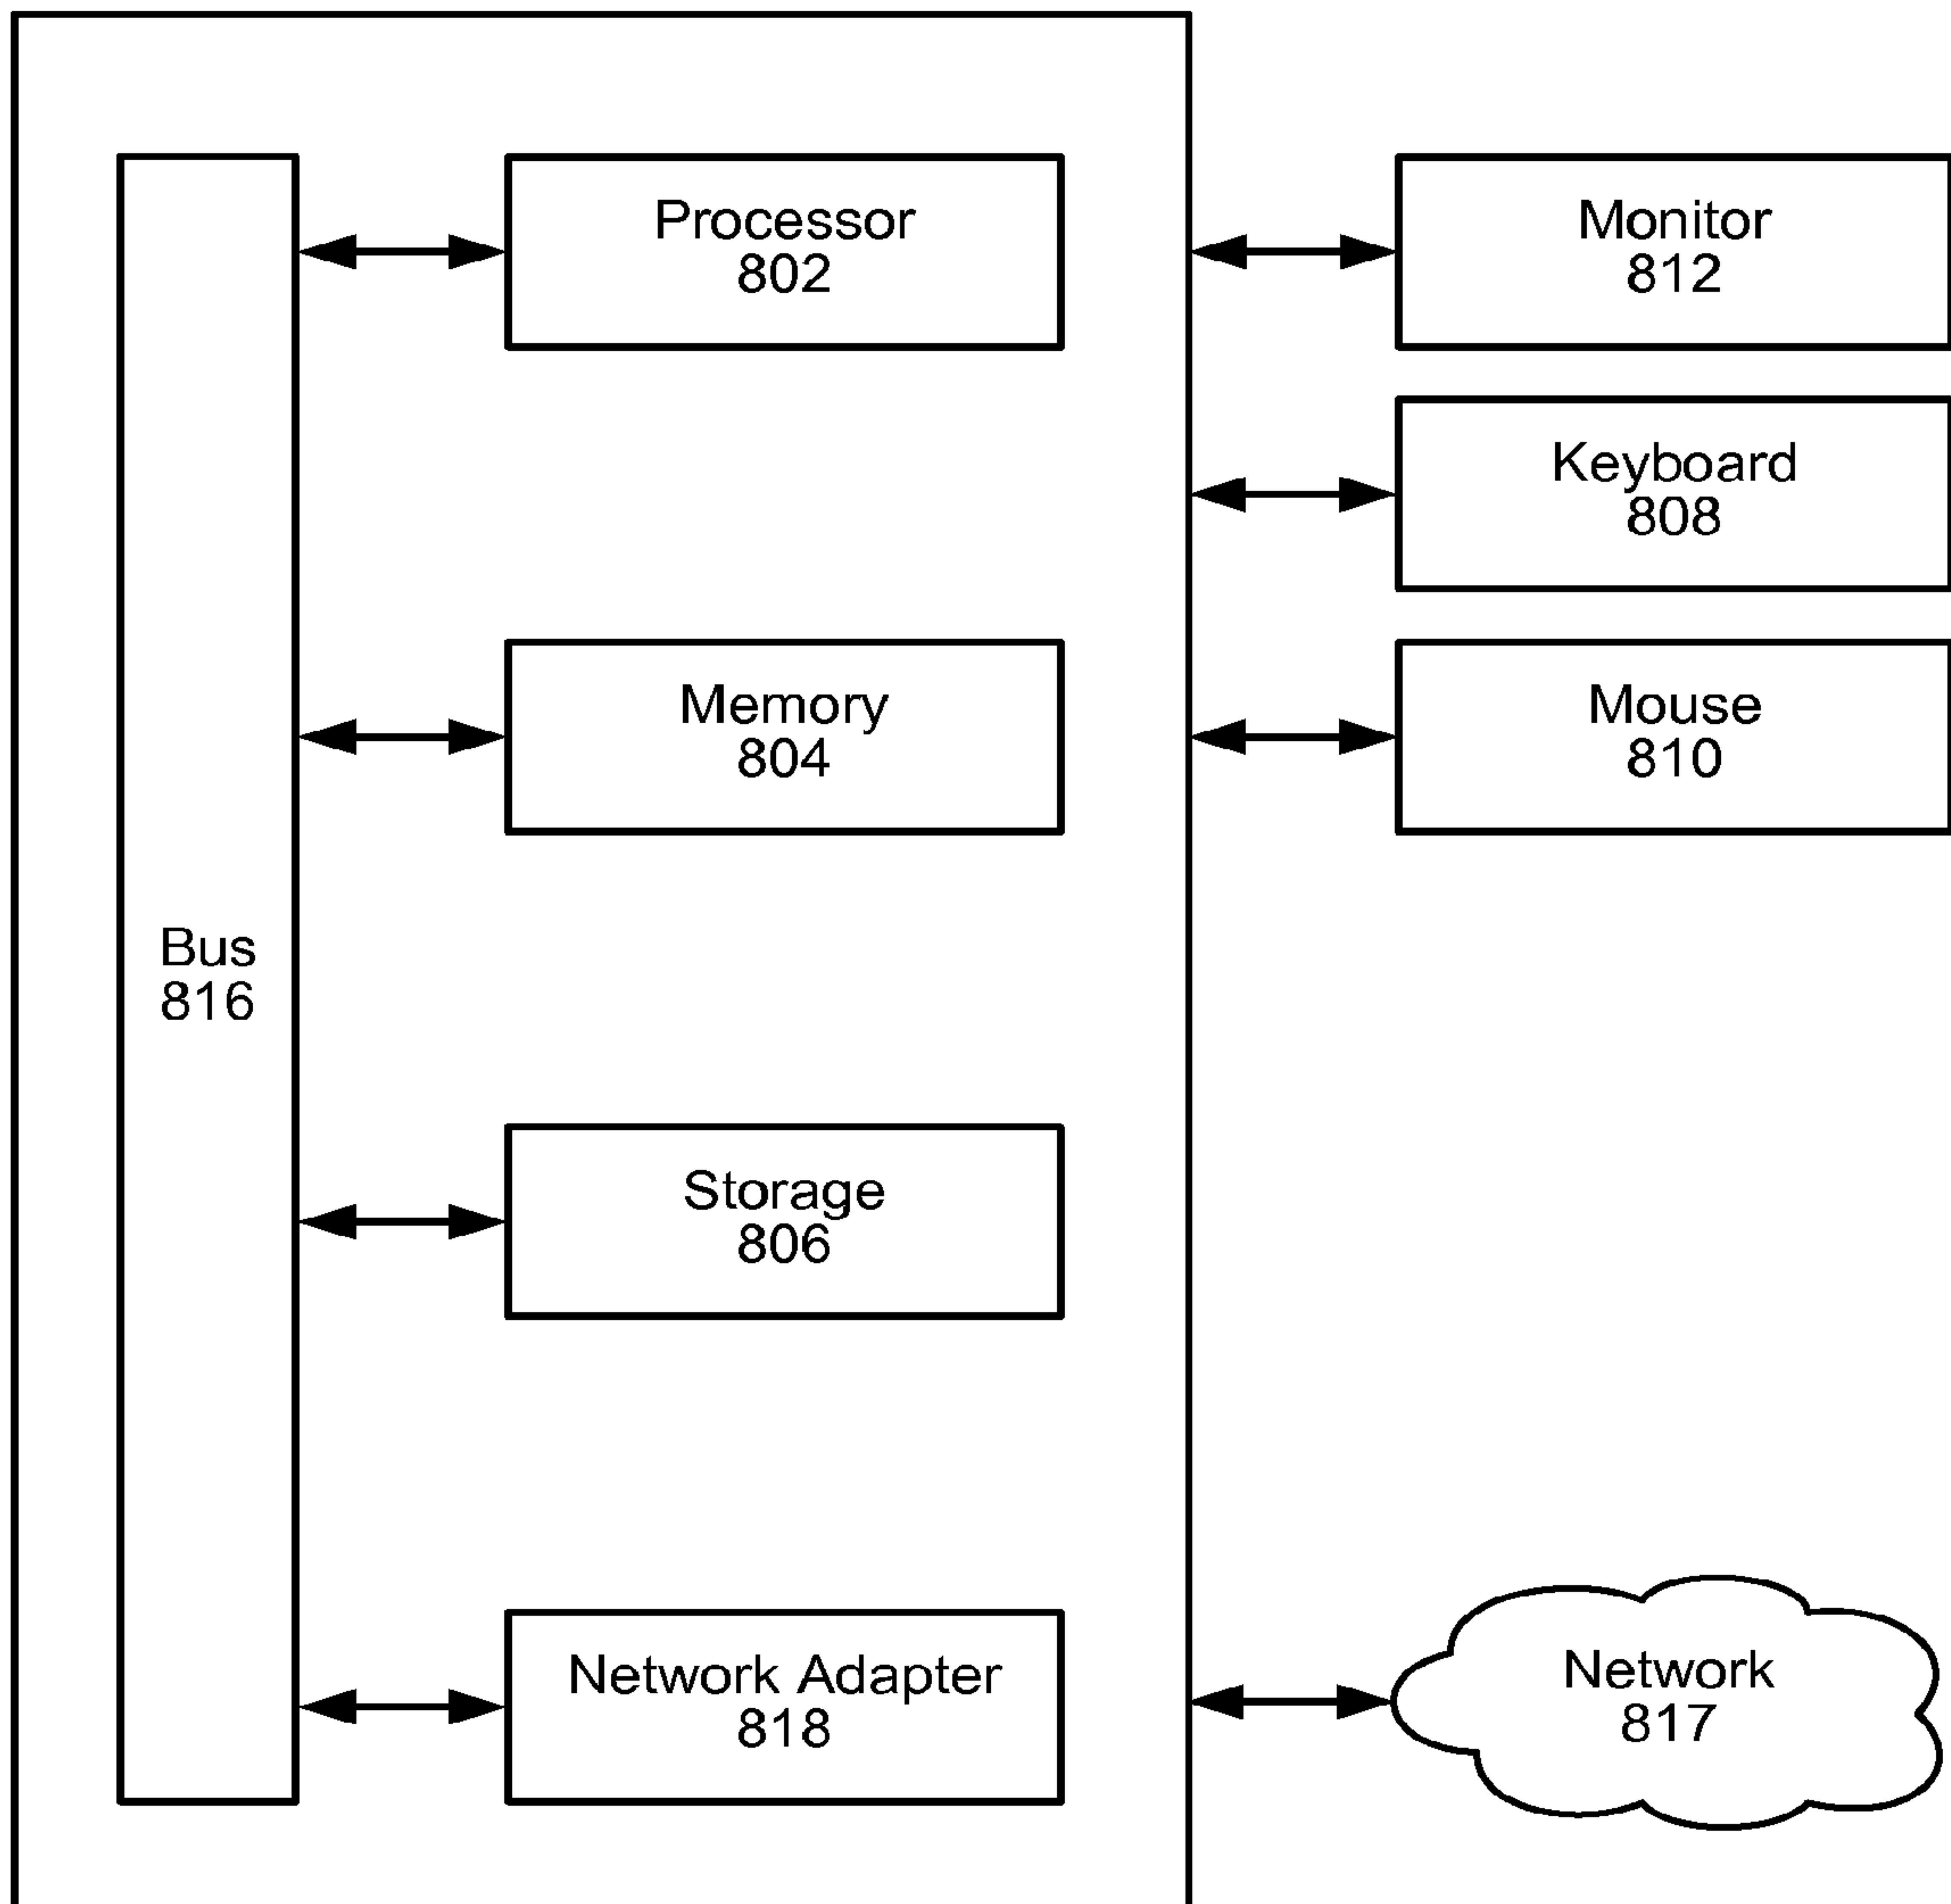 Processor
802
Monitor
812
Keyboard
808
Memory
804
Mouse
810
Bus
816
Storage
806
Network Adapter
818
Network
817